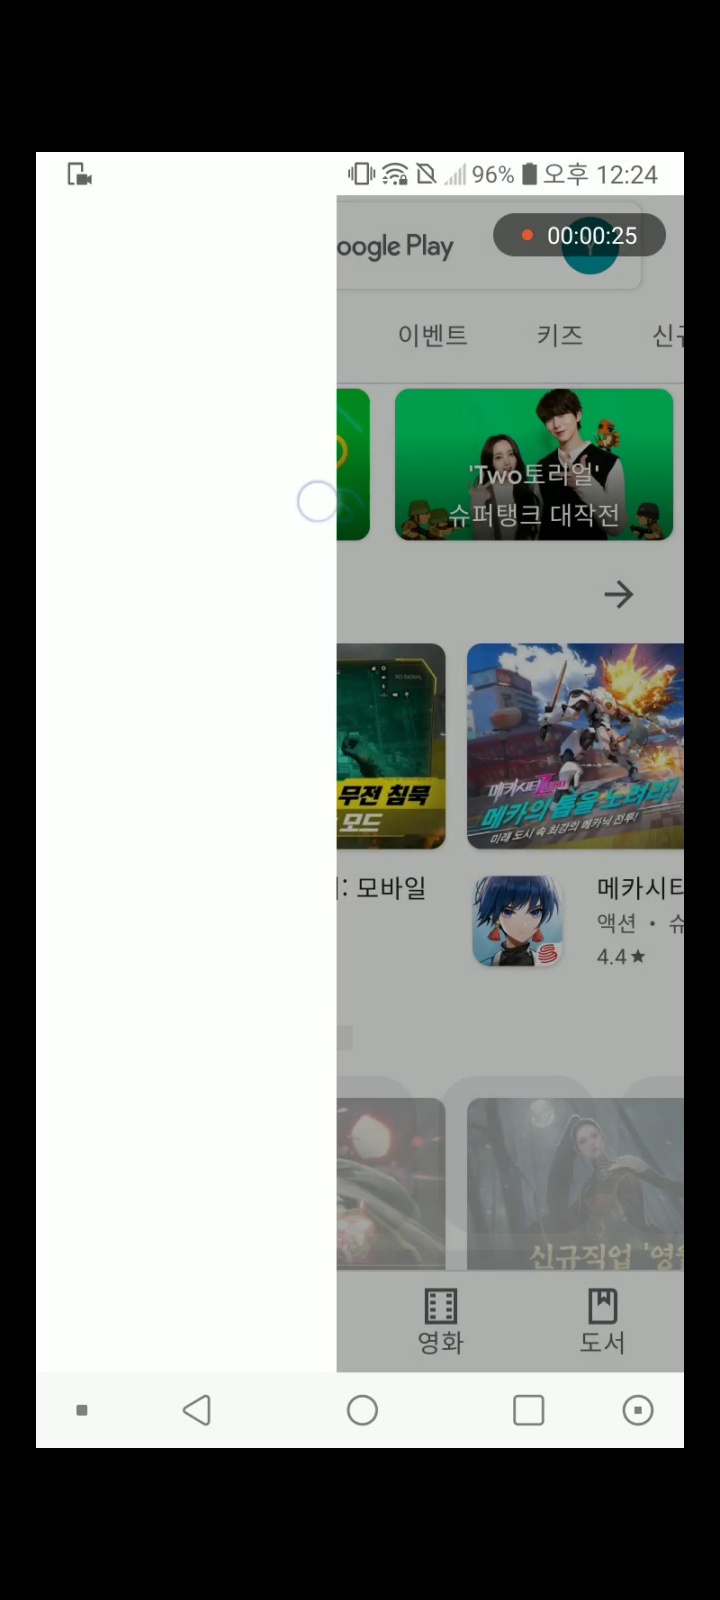 96% 오후 12:24
oogle Play
00:00:25
이벤트 키즈 신규
'Two토리얼'
슈퍼탱크 대작전
NO SIGNAL
무전 침묵
모드
메카시티
메카의 톱을 노려라!
미래 도시 속 최강의 메카닉 전투!
: 모바일
메카시티
액션 • 슈
4.4★
신규직업 '영원
영화 도서